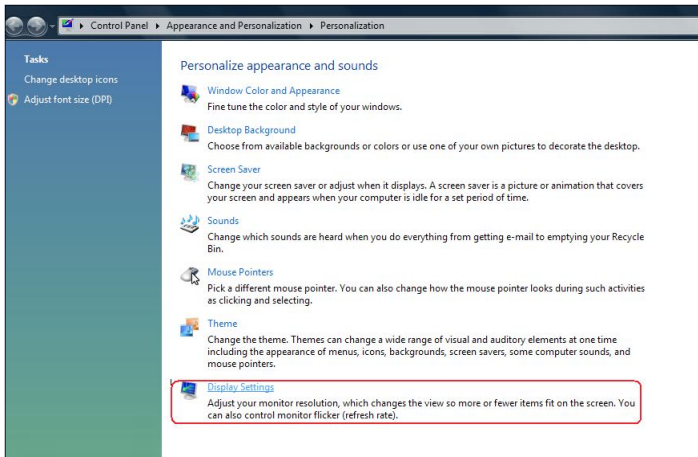 Control Panel ▸ Appearance and Personalization ▸ Personalization
Tasks
Change desktop icons
Adjust font size (DPI)
Personalize appearance and sounds
Window Color and Appearance
Fine tune the color and style of your windows.
Desktop Background
Choose from available backgrounds or colors or use one of your own pictures to decorate the desktop.
Screen Saver
Change your screen saver or adjust when it displays. A screen saver is a picture or animation that covers
your screen and appears when your computer is idle for a set period of time.
Sounds
Change which sounds are heard when you do everything from getting e-mail to emptying your Recycle
Bin.
Mouse Pointers
Pick a different mouse pointer. You can also change how the mouse pointer looks during such activities
as clicking and selecting.
Theme
Change the theme. Themes can change a wide range of visual and auditory elements at one time
including the appearance of menus, icons, backgrounds, screen savers, some computer sounds, and
mouse pointers.
Display Settings
Adjust your monitor resolution, which changes the view so more or fewer items fit on the screen. You
can also control monitor flicker (refresh rate).